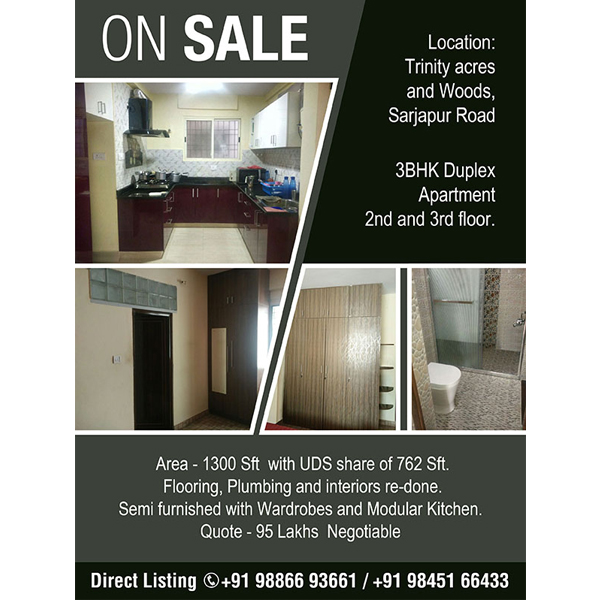 ON SALE
Location:
Trinity acres
and Woods,
Sarjapur Road
3BHK Duplex
Apartment
2nd and 3rd floor.
Area - 1300 Sft with UDS share of 762 Sft.
Flooring, Plumbing and interiors re-done.
Semi furnished with Wardrobes and Modular Kitchen.
Quote - 95 Lakhs Negotiable
Direct Listing +91 98866 93661 / +91 98451 66433